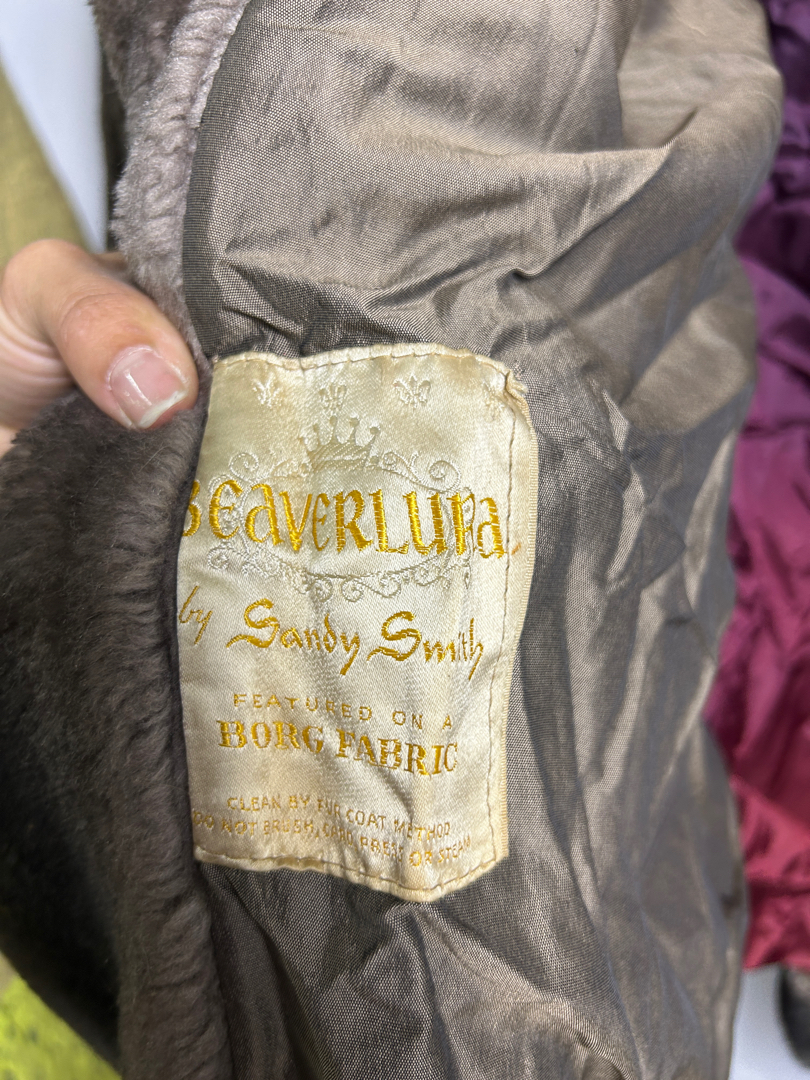 BEAVERLURA
by Sandy Smith
FEATURED ON A
BORG FABRIC
CLEAN BY FUR COAT METHOD
DO NOT BRUSH, CARD, PRESS OR STEAM